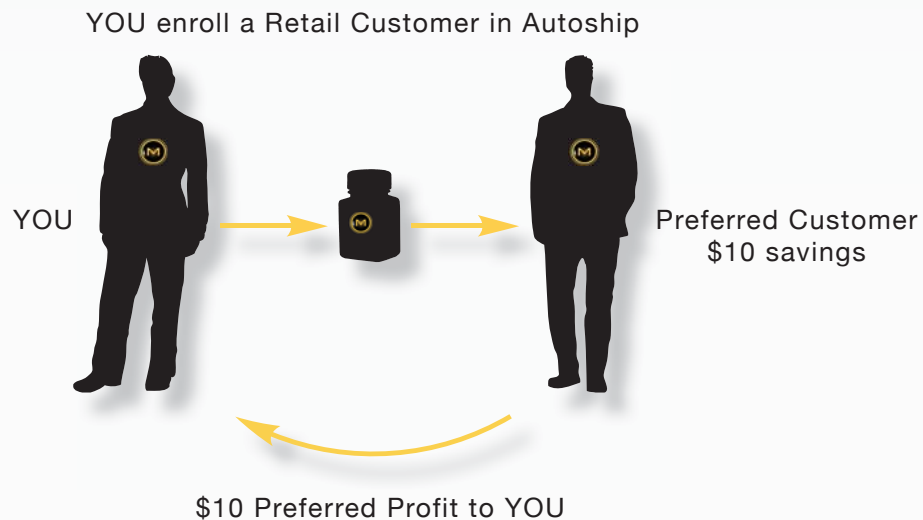 YOU enroll a Retail Customer in Autoship
M
M
YOU
M
Preferred Customer
$10 savings
$10 Preferred Profit to YOU